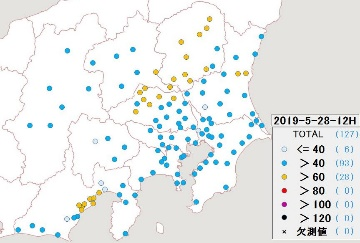 2019-5-28-12H
TOTAL (127)
<= 40 ( 6)
> 40 (93)
> 60 (28)
> 80 ( 0)
> 100 ( 0)
> 120 ( 0)
× 欠測値 ( 0)